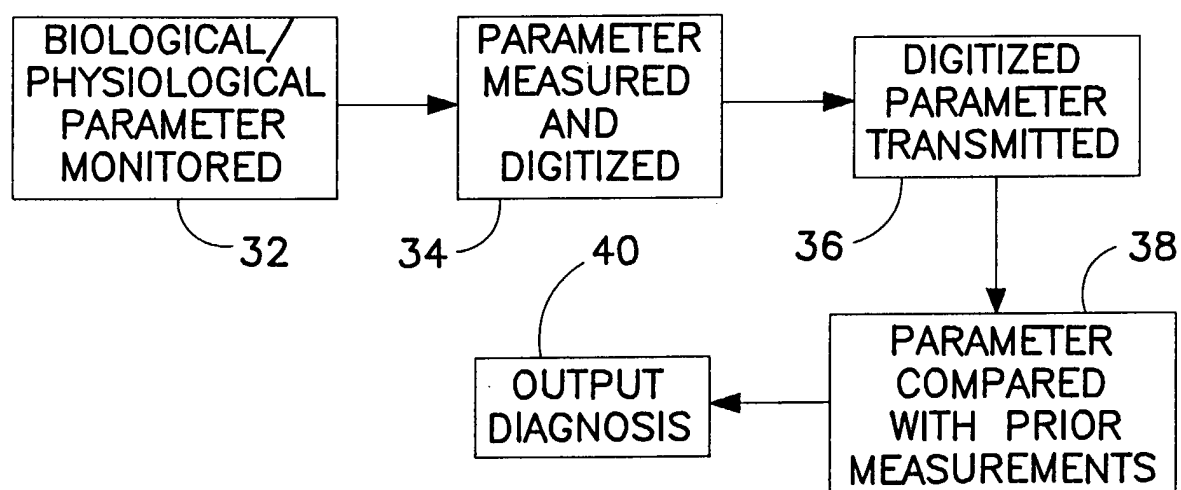 BIOLOGICAL/
PHYSIOLOGICAL
PARAMETER
MONITORED
32
PARAMETER
MEASURED
AND
DIGITIZED
34
DIGITIZED
PARAMETER
TRANSMITTED
36
PARAMETER
COMPARED
WITH PRIOR
MEASUREMENTS
38
OUTPUT
DIAGNOSIS
40